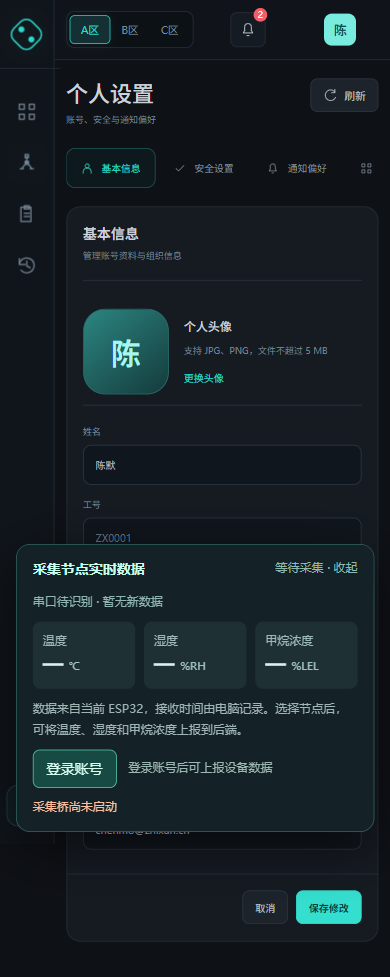 A区 B区 C区 2 陈
个人设置
刷新
账号、安全与通知偏好
基本信息 安全设置 通知偏好
基本信息
管理账号资料与组织信息
陈
个人头像
支持 JPG、PNG，文件不超过 5 MB
更换头像
姓名
陈默
工号
ZX0001
采集节点实时数据 等待采集 · 收起
串口待识别 · 暂无新数据
温度 湿度 甲烷浓度
— ℃ — %RH — %LEL
数据来自当前 ESP32，接收时间由电脑记录。选择节点后，
可将温度、湿度和甲烷浓度上报到后端。
登录账号 登录账号后可上报设备数据
采集桥尚未启动
取消 保存修改